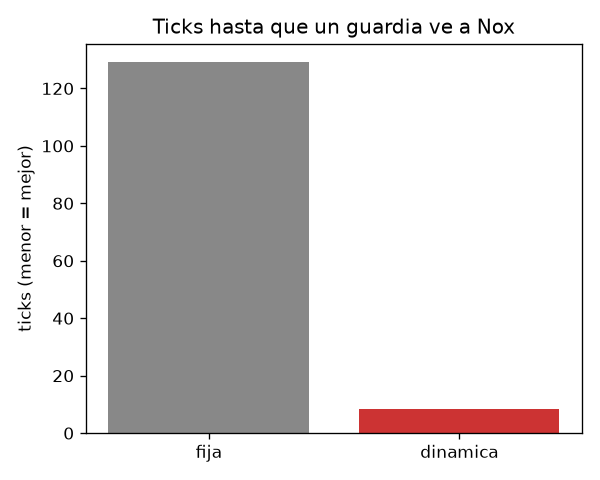 Ticks hasta que un guardia ve a Nox
ticks (menor = mejor)
120
100
80
60
40
20
0
fija
dinamica